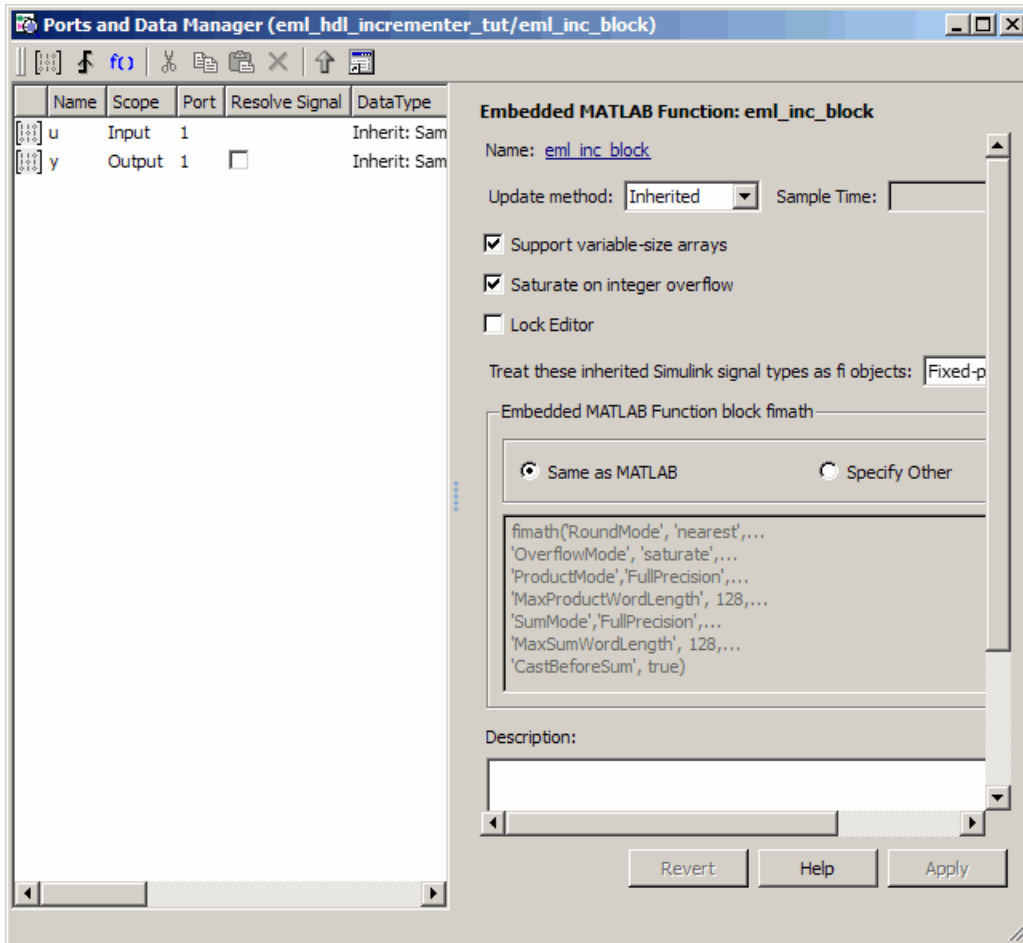 Ports and Data Manager (eml_hdl_incrementer_tut/eml_inc_block)
f()
Name Scope Port Resolve Signal DataType
u Input 1 Inherit: Sam
y Output 1 Inherit: Sam
Embedded MATLAB Function: eml_inc_block
Name: eml_inc_block
Update method: Inherited Sample Time:
Support variable-size arrays
Saturate on integer overflow
Lock Editor
Treat these inherited Simulink signal types as fi objects: Fixed-p
Embedded MATLAB Function block fimath
Same as MATLAB Specify Other
fimath('RoundMode', 'nearest',...
'OverflowMode', 'saturate',...
'ProductMode','FullPrecision',...
'MaxProductWordLength', 128,...
'SumMode','FullPrecision',...
'MaxSumWordLength', 128,...
'CastBeforeSum', true)
Description:
Revert Help Apply